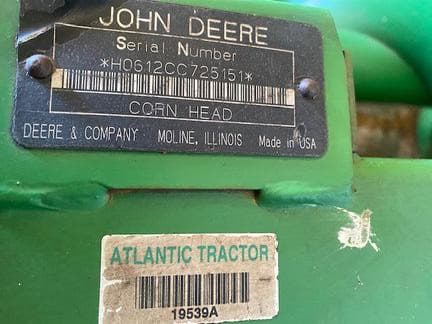 JOHN DEERE
Serial Number
*H0612CC725151*
CORN HEAD
DEERE & COMPANY MOLINE, ILLINOIS Made in USA
ATLANTIC TRACTOR
19539A